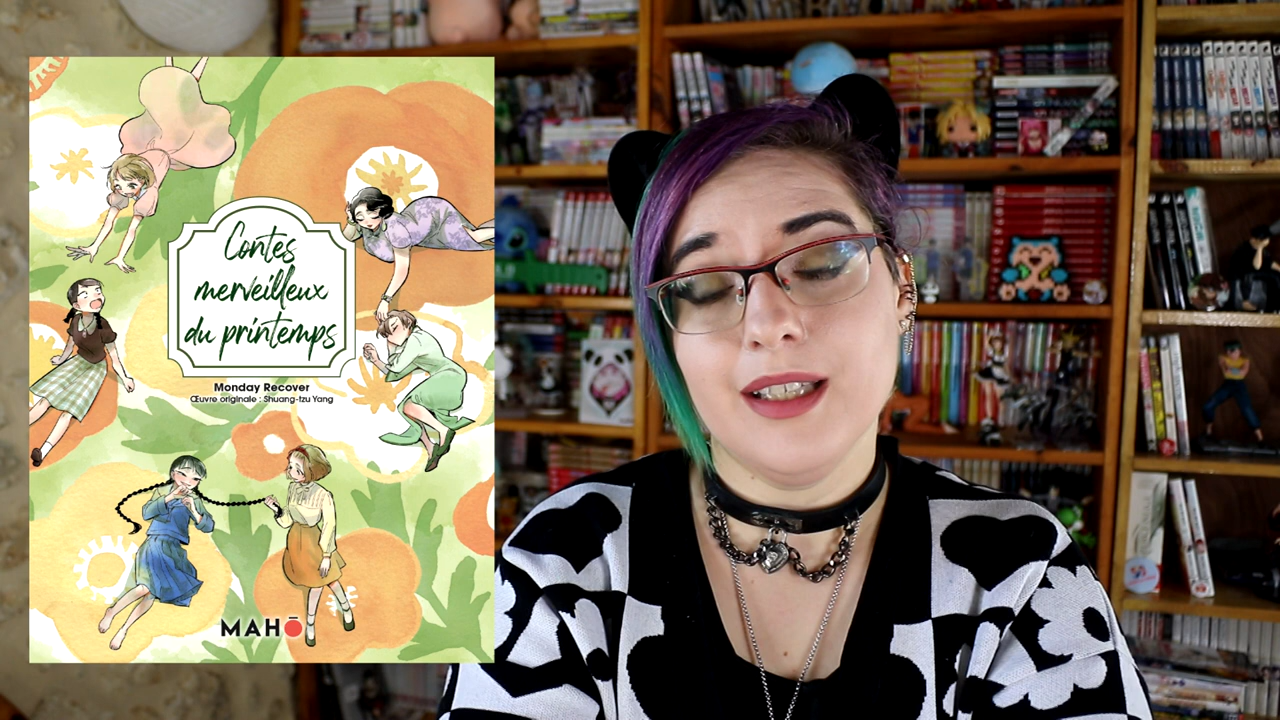 Contes
merveilleux
du printemps
Monday Recover
Œuvre originale : Shuang-tzu Yang
MAHŌ